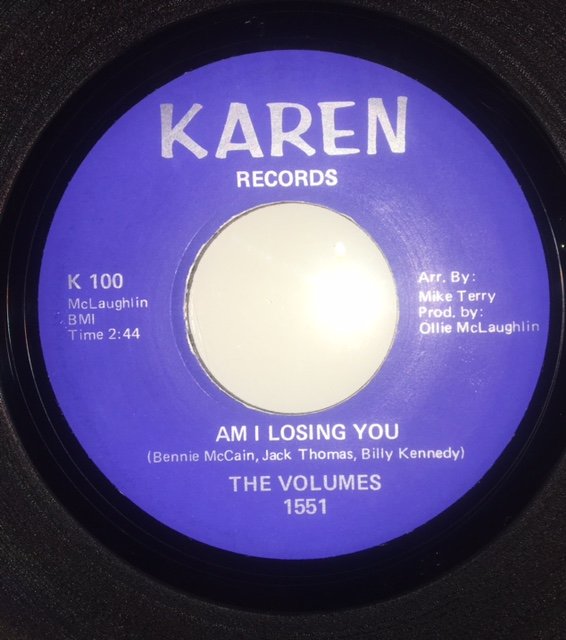 KAREN
RECORDS
K 100
McLaughlin
BMI
Time 2:44
Arr. By:
Mike Terry
Prod. by:
Ollie McLaughlin
AM I LOSING YOU
(Bennie McCain, Jack Thomas, Billy Kennedy)
THE VOLUMES
1551